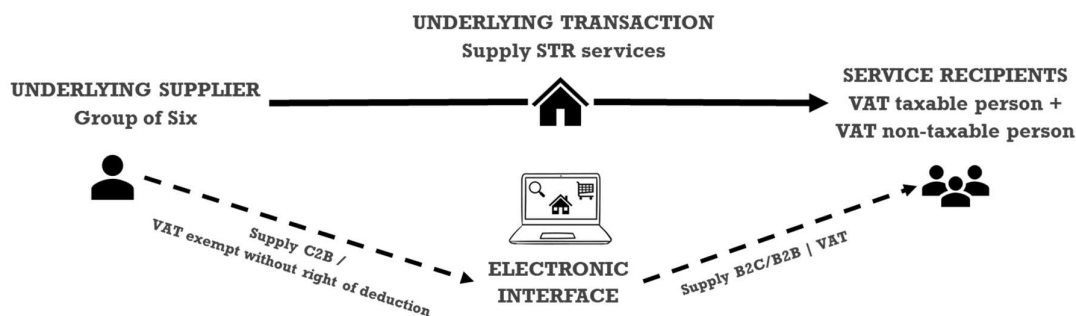 UNDERLYING TRANSACTION
Supply STR services
UNDERLYING SUPPLIER
Group of Six
SERVICE RECIPIENTS
VAT taxable person +
VAT non-taxable person
Supply C2B /
VAT exempt without right of deduction
ELECTRONIC
INTERFACE
Supply B2C/B2B | VAT